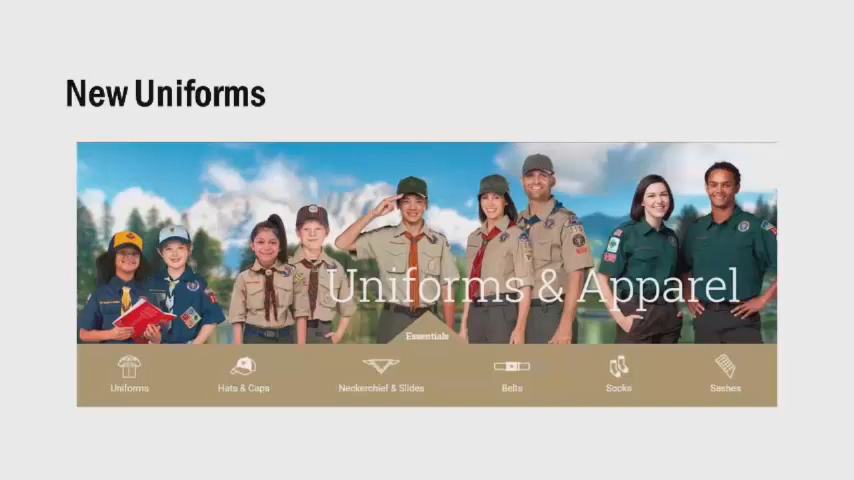 New Uniforms
Uniforms & Apparel
Essentials
Uniforms
Hats & Caps
Neckerchief & Slides
Belts
Socks
Sashes